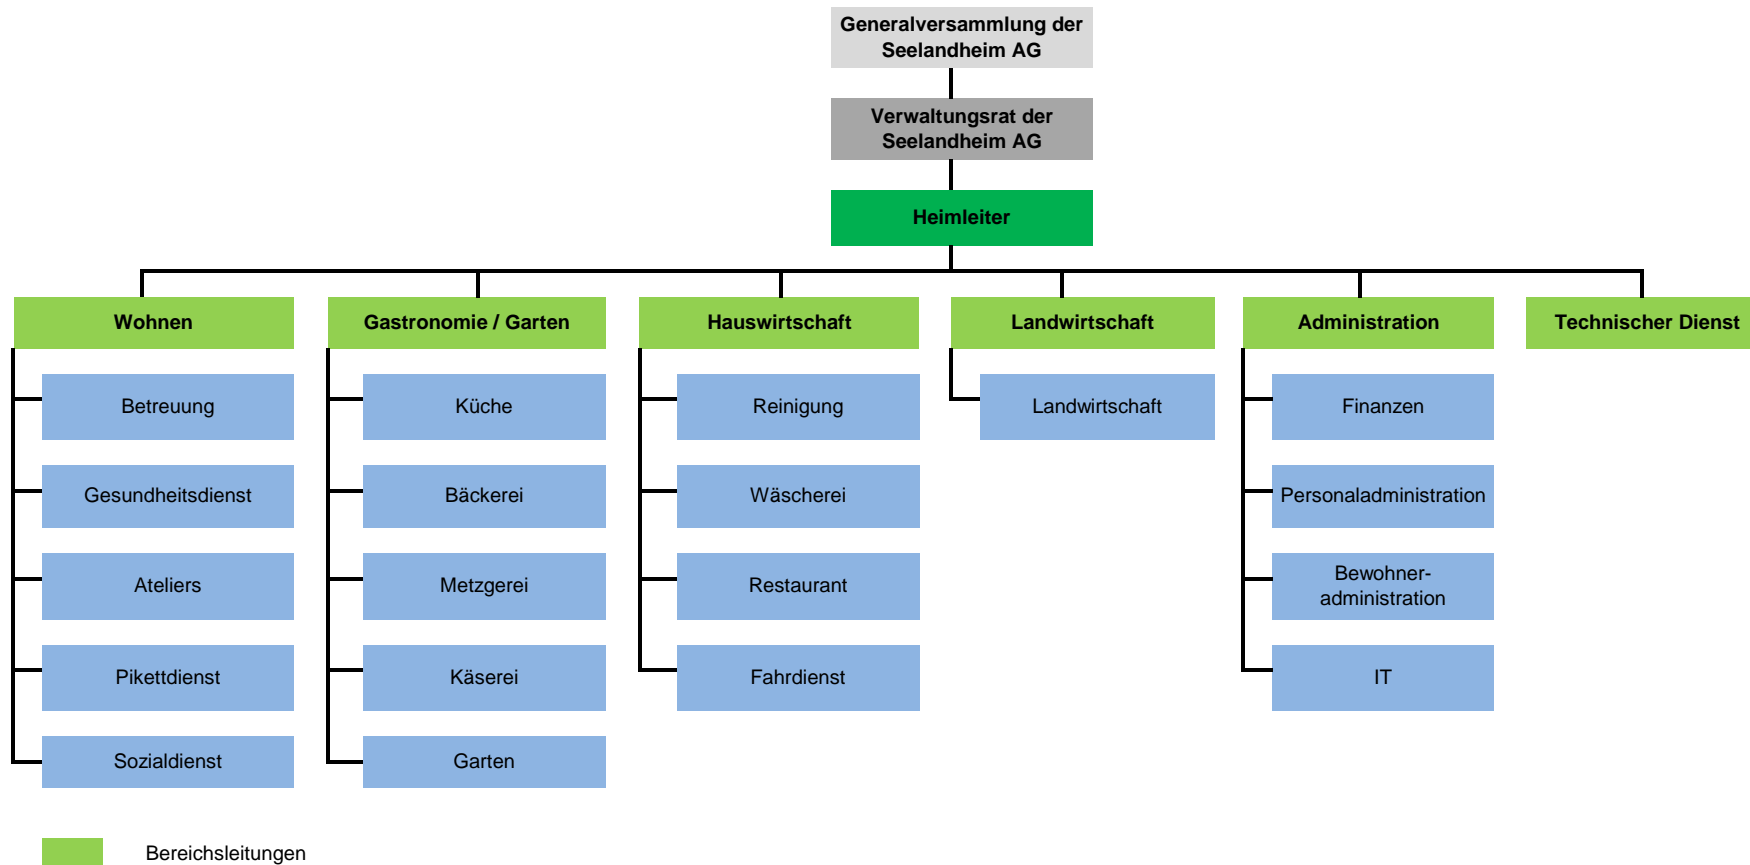 Generalversammlung der
Seelandheim AG
Verwaltungsrat der
Seelandheim AG
Heimleiter
Wohnen
Gastronomie / Garten
Hauswirtschaft
Landwirtschaft
Administration
Technischer Dienst
Betreuung
Küche
Reinigung
Landwirtschaft
Finanzen
Gesundheitsdienst
Bäckerei
Wäscherei
Personaladministration
Ateliers
Metzgerei
Restaurant
Bewohner-
administration
Pikettdienst
Käserei
Fahrdienst
IT
Sozialdienst
Garten
Bereichsleitungen